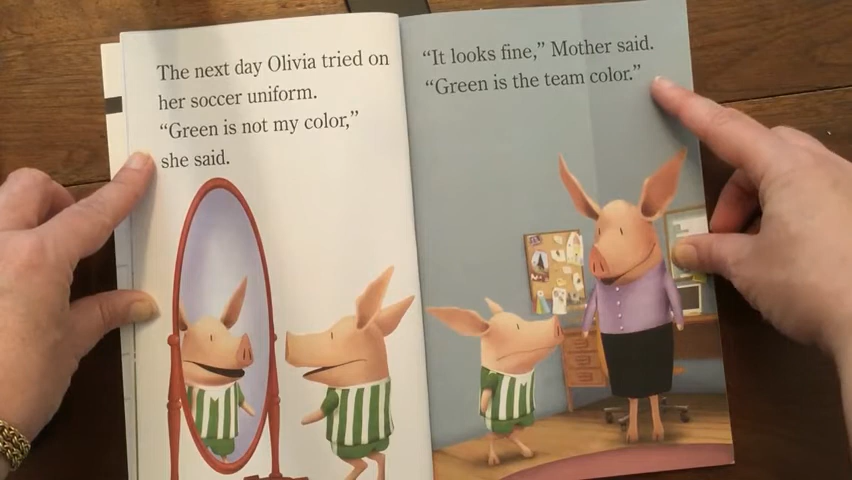 The next day Olivia tried on
her soccer uniform.
“Green is not my color,”
she said.
“It looks fine,” Mother said.
“Green is the team color.”